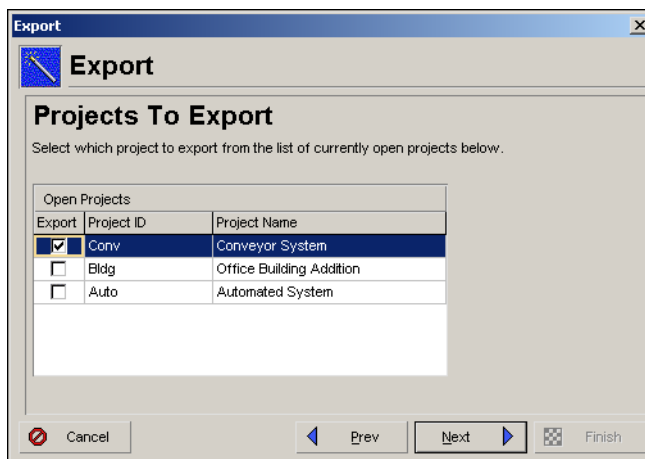 Export
Export
Projects To Export
Select which project to export from the list of currently open projects below.
Open Projects
Export Project ID Project Name
Conv Conveyor System
Bldg Office Building Addition
Auto Automated System
Cancel Prev Next Finish